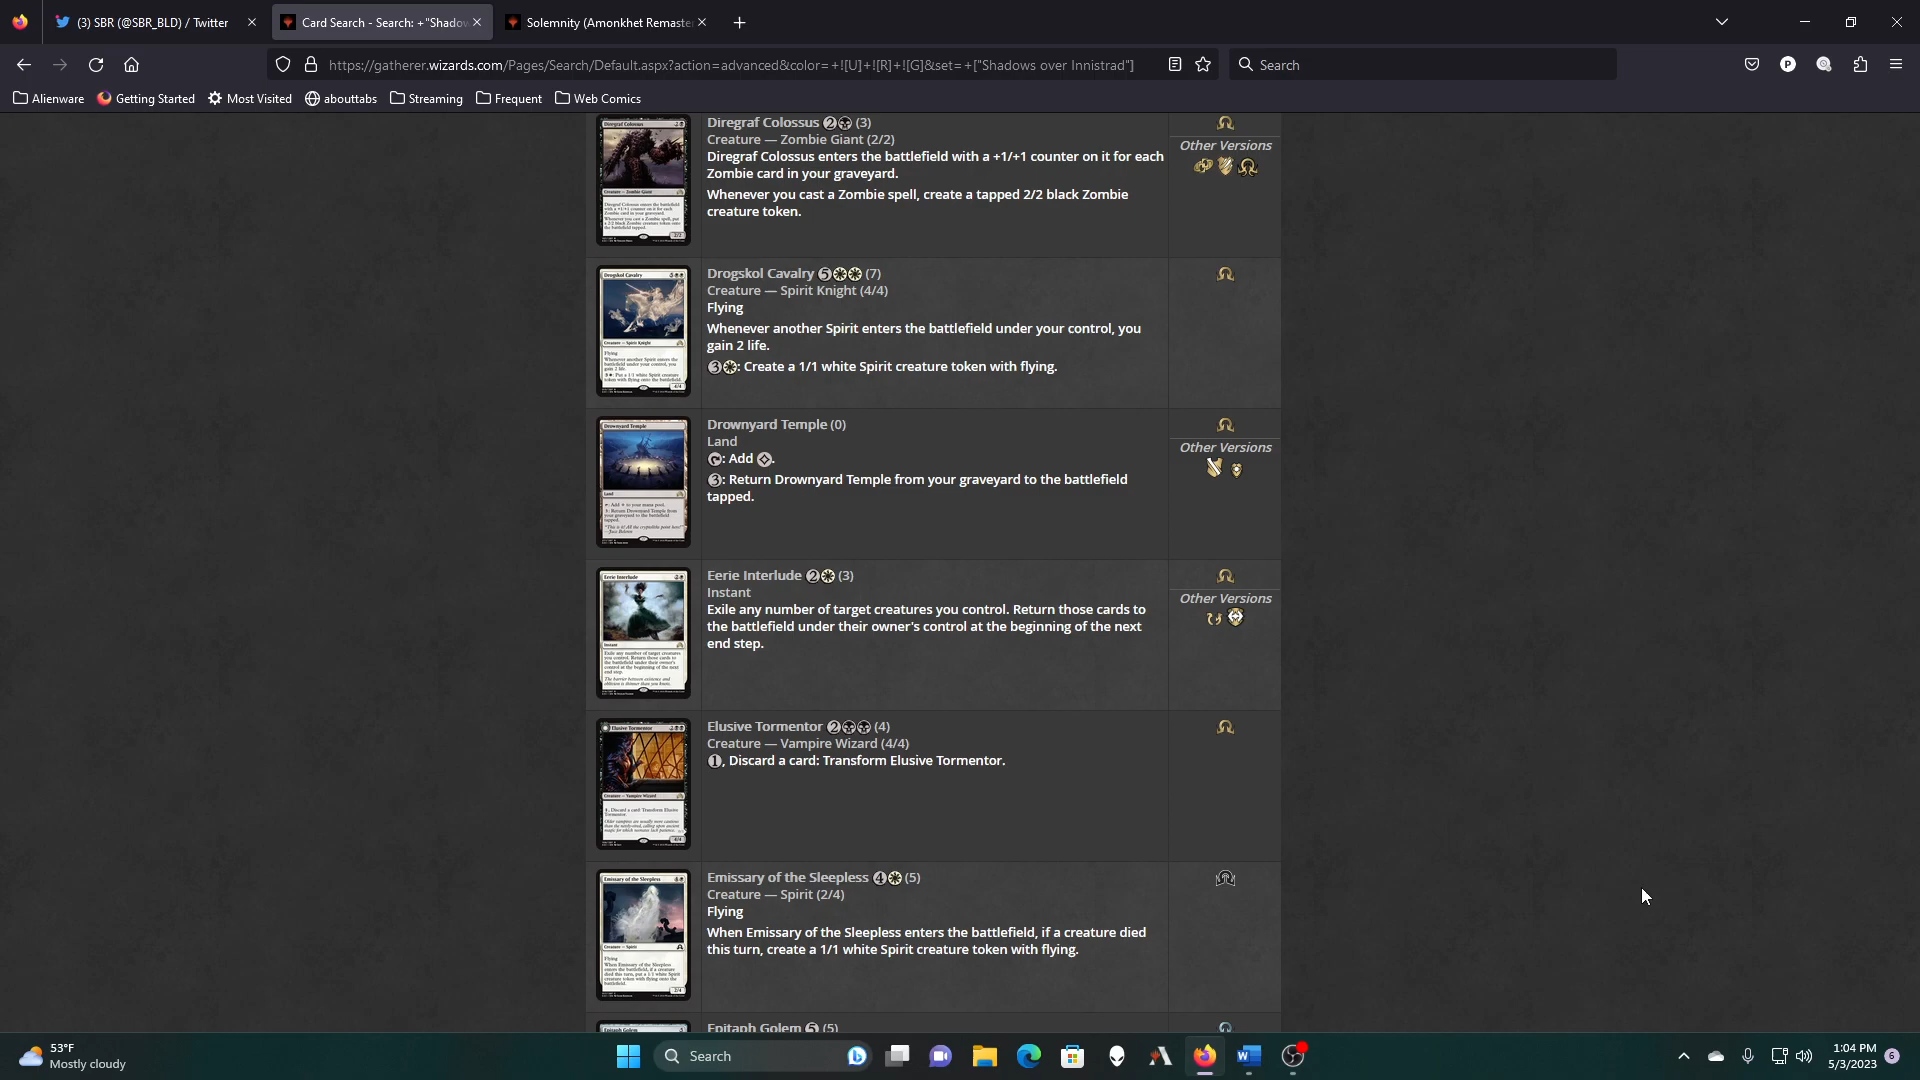 (3) SBR (@SBR_BLD) / Twitter
Card Search - Search: +"Shadow
Solemnity (Amonkhet Remaste
https://gatherer.wizards.com/Pages/Search/Default.aspx?action=advanced&color=+![U]+![R]+![G]&set=+["Shadows over Innistrad"]
Search
Alienware
Getting Started
Most Visited
abouttabs
Streaming
Frequent
Web Comics
Diregraf Colossus 2 (3)
Creature — Zombie Giant (2/2)
Diregraf Colossus enters the battlefield with a +1/+1 counter on it for each
Zombie card in your graveyard.
Whenever you cast a Zombie spell, create a tapped 2/2 black Zombie
creature token.
Other Versions
Drogskol Cavalry 5 (7)
Creature — Spirit Knight (4/4)
Flying
Whenever another Spirit enters the battlefield under your control, you
gain 2 life.
3: Create a 1/1 white Spirit creature token with flying.
Drownyard Temple (0)
Land
: Add .
3: Return Drownyard Temple from your graveyard to the battlefield
tapped.
Other Versions
Eerie Interlude 2 (3)
Instant
Exile any number of target creatures you control. Return those cards to
the battlefield under their owner's control at the beginning of the next
end step.
Other Versions
Elusive Tormentor 2 (4)
Creature — Vampire Wizard (4/4)
1, Discard a card: Transform Elusive Tormentor.
Emissary of the Sleepless 4 (5)
Creature — Spirit (2/4)
Flying
When Emissary of the Sleepless enters the battlefield, if a creature died
this turn, create a 1/1 white Spirit creature token with flying.
Epitaph Golem 5 (5)
53°F
Mostly cloudy
Search
1:04 PM
5/3/2023
6